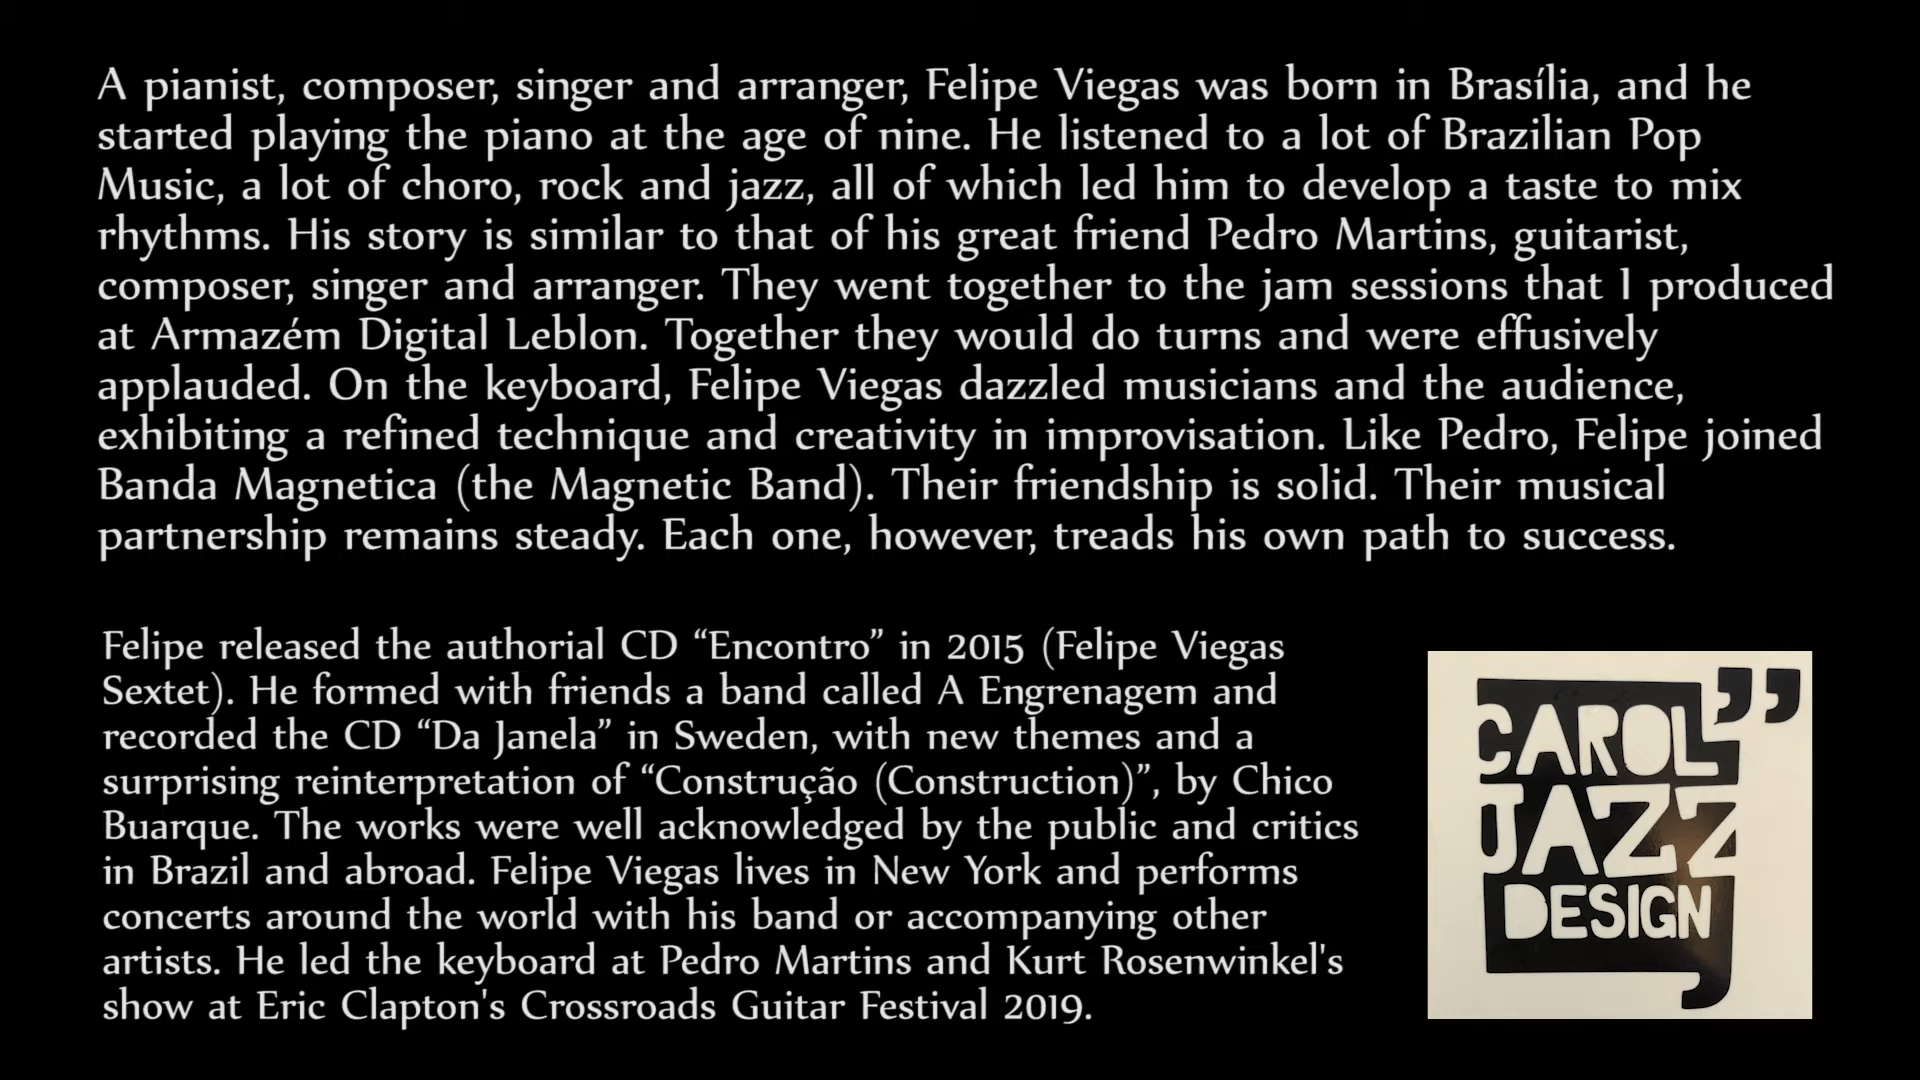 A pianist, composer, singer and arranger, Felipe Viegas was born in Brasília, and he
started playing the piano at the age of nine. He listened to a lot of Brazilian Pop
Music, a lot of choro, rock and jazz, all of which led him to develop a taste to mix
rhythms. His story is similar to that of his great friend Pedro Martins, guitarist,
composer, singer and arranger. They went together to the jam sessions that I produced
at Armazém Digital Leblon. Together they would do turns and were effusively
applauded. On the keyboard, Felipe Viegas dazzled musicians and the audience,
exhibiting a refined technique and creativity in improvisation. Like Pedro, Felipe joined
Banda Magnetica (the Magnetic Band). Their friendship is solid. Their musical
partnership remains steady. Each one, however, treads his own path to success.
Felipe released the authorial CD “Encontro” in 2015 (Felipe Viegas
Sextet). He formed with friends a band called A Engrenagem and
recorded the CD “Da Janela” in Sweden, with new themes and a
surprising reinterpretation of “Construção (Construction)”, by Chico
Buarque. The works were well acknowledged by the public and critics
in Brazil and abroad. Felipe Viegas lives in New York and performs
concerts around the world with his band or accompanying other
artists. He led the keyboard at Pedro Martins and Kurt Rosenwinkel's
show at Eric Clapton's Crossroads Guitar Festival 2019.
CAROL”
JAZZ
DESIGN